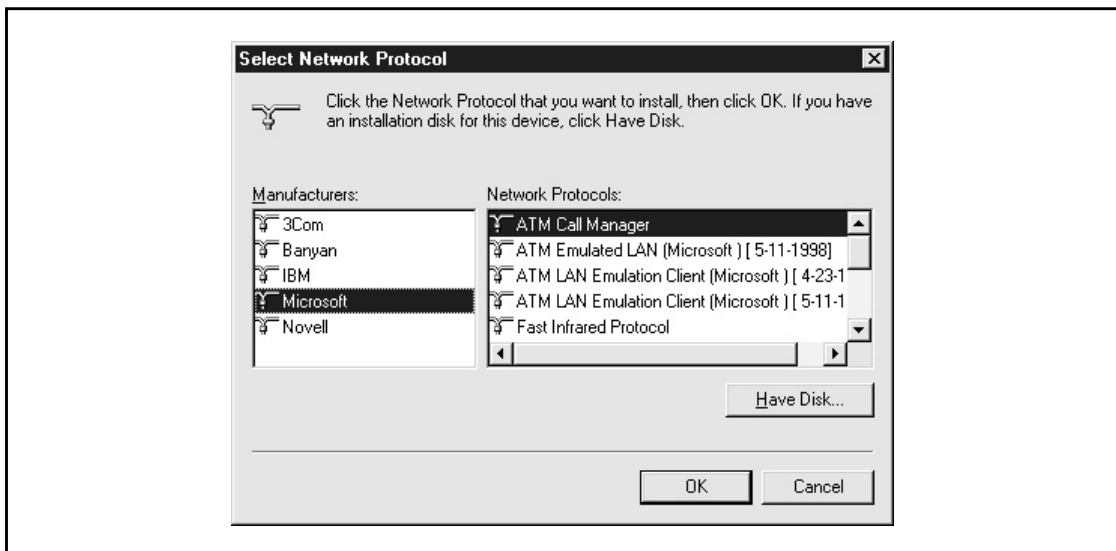 Select Network Protocol
Click the Network Protocol that you want to install, then click OK. If you have
an installation disk for this device, click Have Disk.
Manufacturers:
3Com
Banyan
IBM
Microsoft
Novell
Network Protocols:
ATM Call Manager
ATM Emulated LAN (Microsoft ) [ 5-11-1998]
ATM LAN Emulation Client (Microsoft ) [ 4-23-1
ATM LAN Emulation Client (Microsoft ) [ 5-11-1
Fast Infrared Protocol
Have Disk...
OK
Cancel